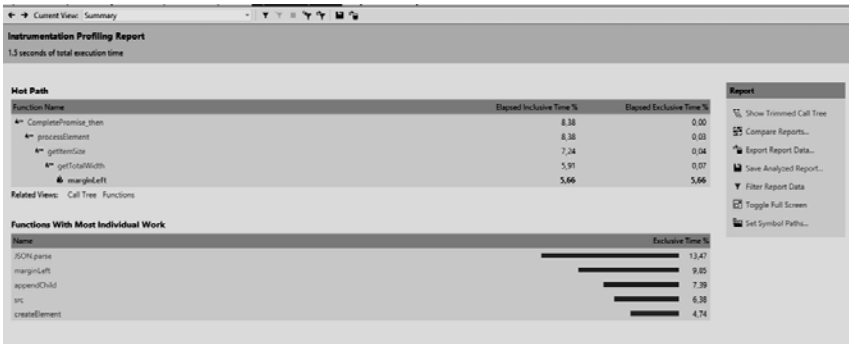 Current View: Summary
Instrumentation Profiling Report
1.3 seconds of total execution time
Hot Path
Function Name Elapsed Inclusive Time % Elapsed Exclusive Time %
CompletePromise_then 8,38 0,00
processElement 8,38 0,03
getItemSize 7,24 0,04
getTotalWidth 5,91 0,07
marginLeft 5,66 5,66
Related Views: Call Tree Functions
Functions With Most Individual Work
Name Exclusive Time %
JSON.parse 13,47
marginLeft 9,85
appendChild 7,39
src 6,38
createElement 4,74
Report
Show Trimmed Call Tree
Compare Reports...
Export Report Data...
Save Analyzed Report...
Filter Report Data
Toggle Full Screen
Set Symbol Paths...